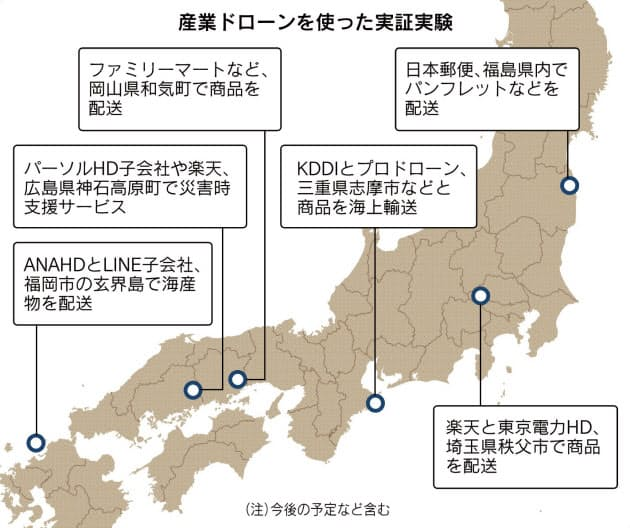 産業ドローンを使った実証実験
ファミリーマートなど、
岡山県和気町で商品を
配送
日本郵便、福島県内で
パンフレットなどを
配送
パーソルHD子会社や楽天、
広島県神石高原町で災害時
支援サービス
KDDIとプロドローン、
三重県志摩市などと
商品を海上輸送
ANAHDとLINE子会社、
福岡市の玄界島で海産
物を配送
楽天と東京電力HD、
埼玉県秩父市で商品
を配送
（注）今後の予定など含む